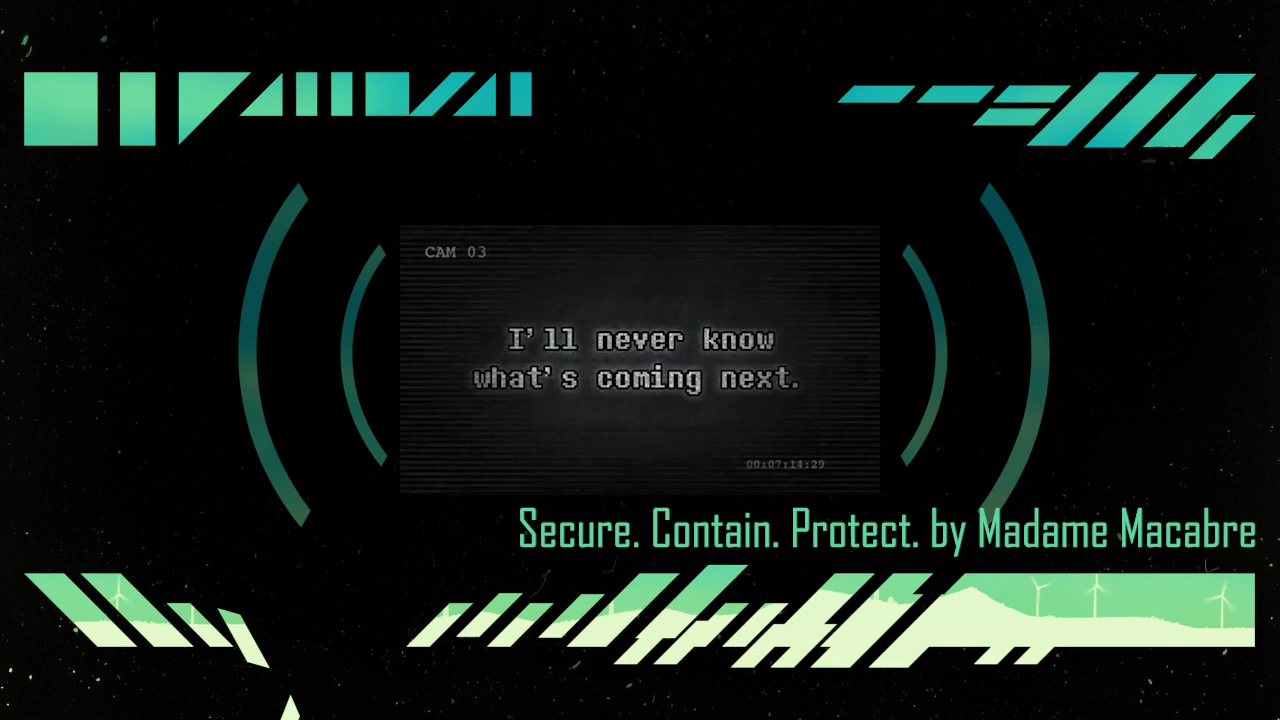 CAM 03
I'll never know
what's coming next.
00:07:14:29
Secure. Contain. Protect. by Madame Macabre